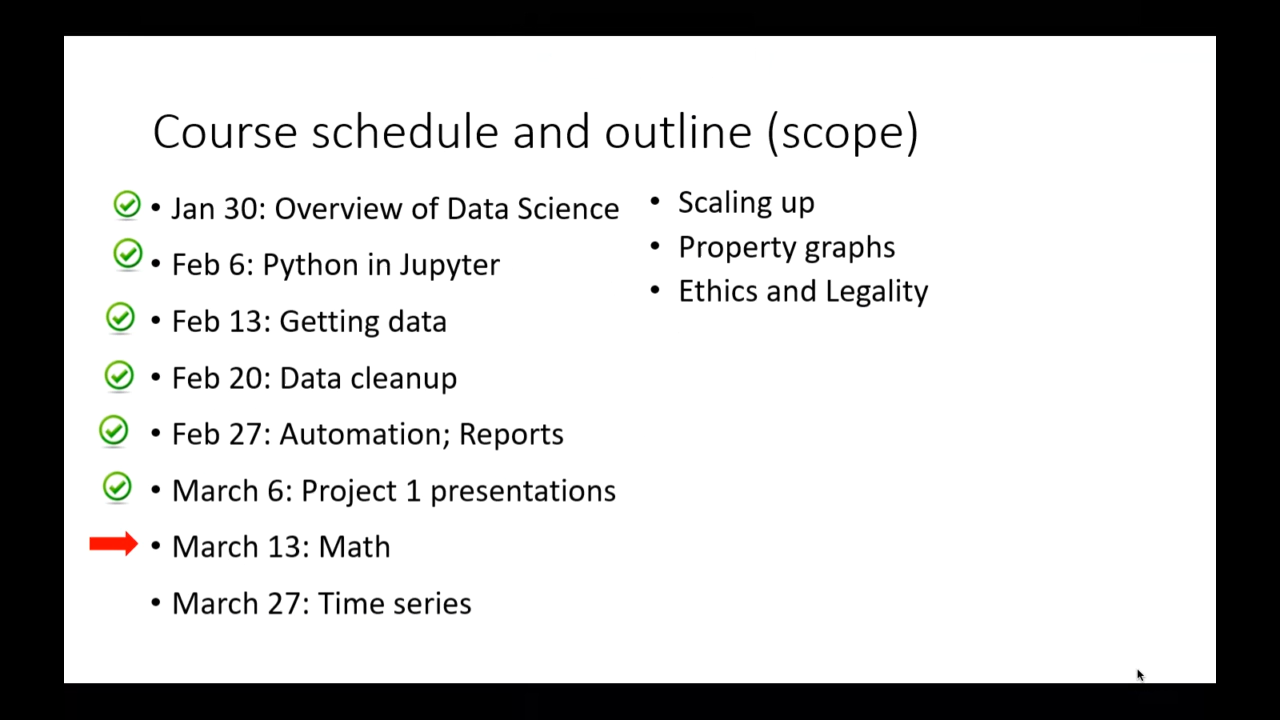 Course schedule and outline (scope)
• Jan 30: Overview of Data Science
• Feb 6: Python in Jupyter
• Feb 13: Getting data
• Feb 20: Data cleanup
• Feb 27: Automation; Reports
• March 6: Project 1 presentations
• March 13: Math
• March 27: Time series
• Scaling up
• Property graphs
• Ethics and Legality